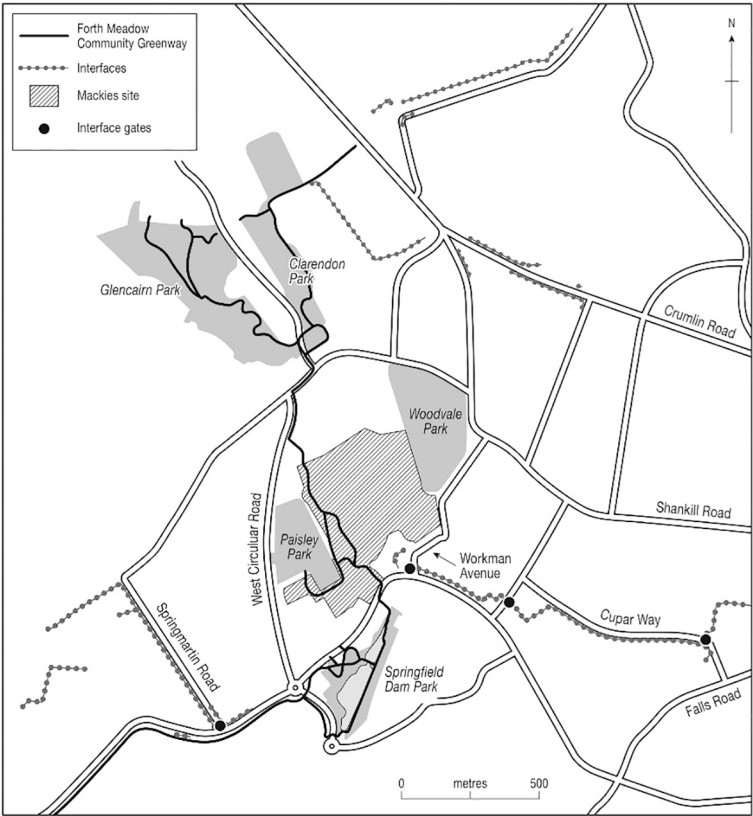 Forth Meadow
Community Greenway
Interfaces
Mackies site
Interface gates
N
Glencairn Park
Clarendon
Park
Crumlin Road
Woodvale
Park
West Circuluar Road
Shankill Road
Paisley
Park
Workman
Avenue
Springmartin Road
Cupar Way
Springfield
Dam Park
Falls Road
0 metres 500